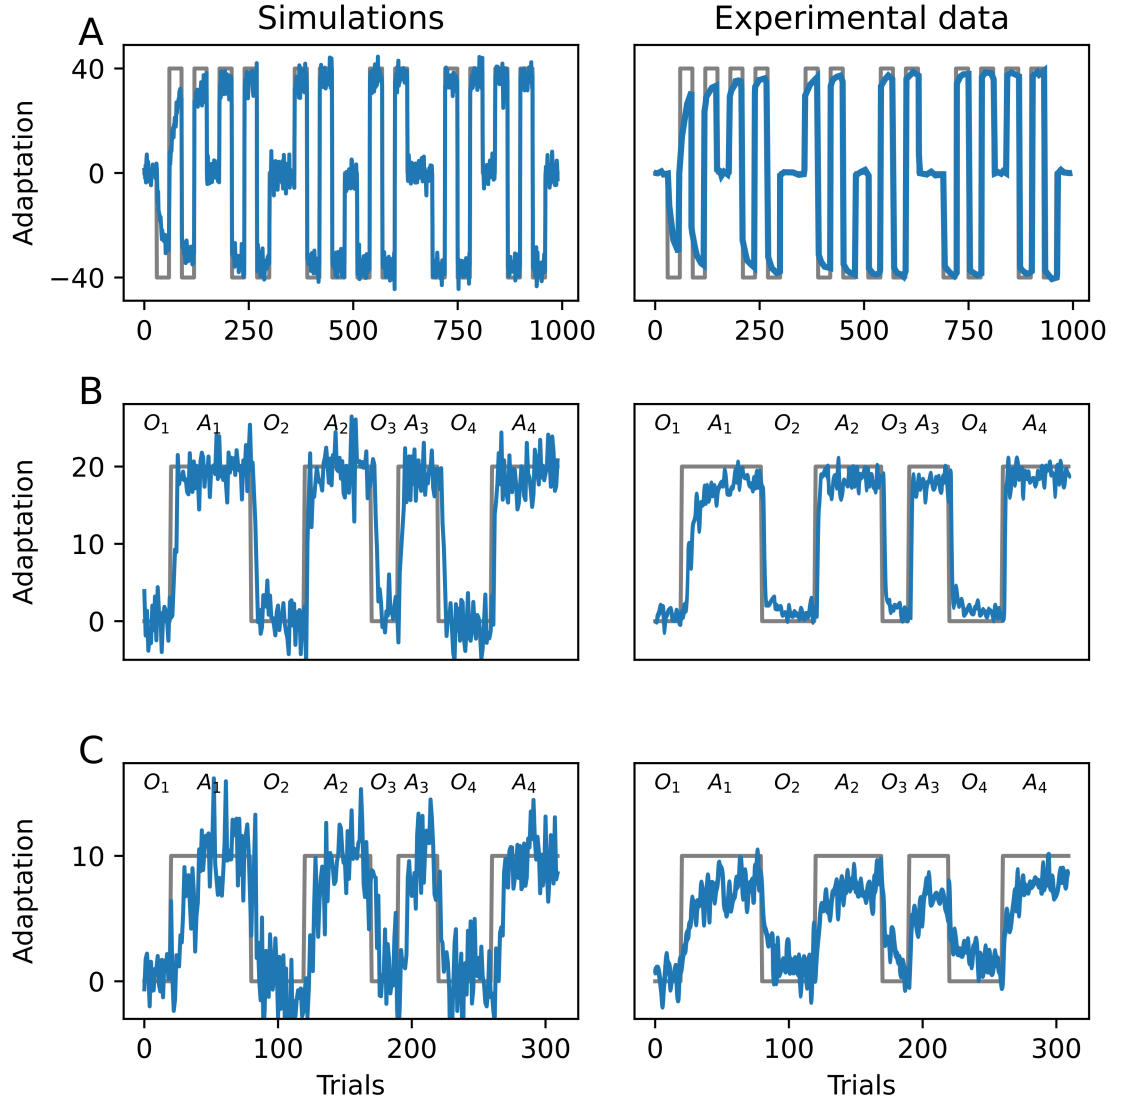 Simulations Experimental data
A
Adaptation
40
0
−40
0 250 500 750 1000 0 250 500 750 1000
B
O1 A1 O2 A2 O3 A3 O4 A4 O1 A1 O2 A2 O3 A3 O4 A4
Adaptation
20
10
0
C
O1 A1 O2 A2 O3 A3 O4 A4 O1 A1 O2 A2 O3 A3 O4 A4
Adaptation
10
0
0 100 200 300 0 100 200 300
Trials Trials